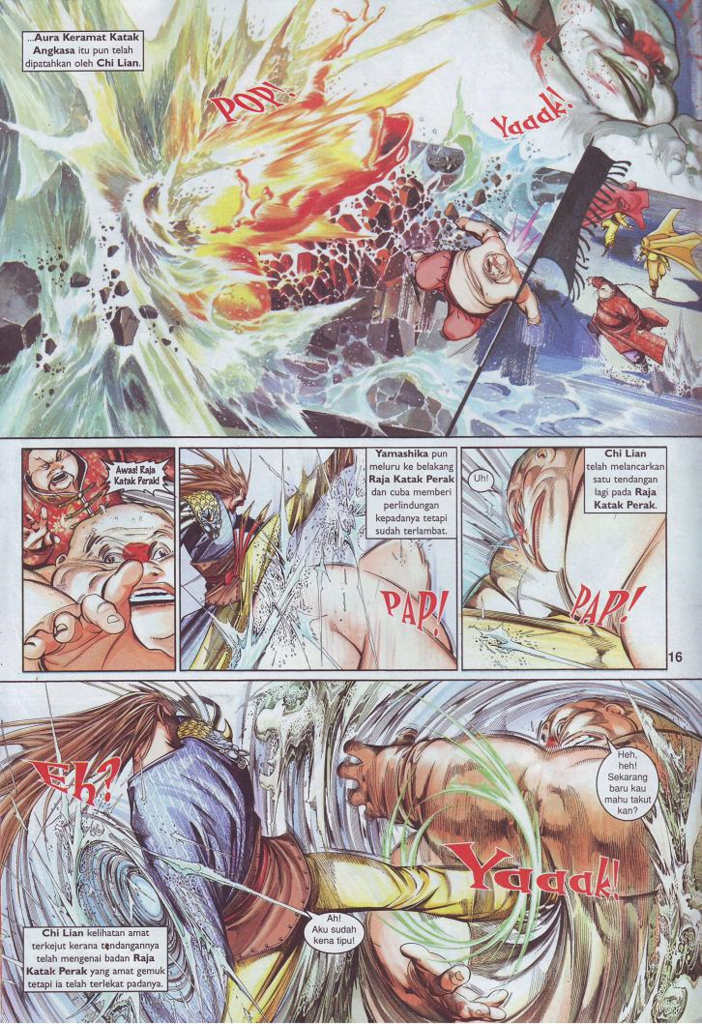 ...Aura Keramat Katak
Angkasa itu pun telah
dipatahkan oleh Chi Lian.
POP!
Yaaak!
Awas! Raja
Katak Perak!
Yamashika pun
meluru ke belakang
Raja Katak Perak
dan cuba memberi
perlindungan
kepadanya tetapi
sudah terlambat.
PAP!
Uh!
Chi Lian
telah melancarkan
satu tendangan
lagi pada Raja
Katak Perak.
PAP!
16
Eh?
Heh,
heh!
Sekarang
baru kau
mahu takut
kan?
Yaaak!
Ah!
Aku sudah
kena tipu!
Chi Lian kelihatan amat
terkejut kerana tendangannya
telah mengenai badan Raja
Katak Perak yang amat gemuk
tetapi ia telah terlekat padanya.